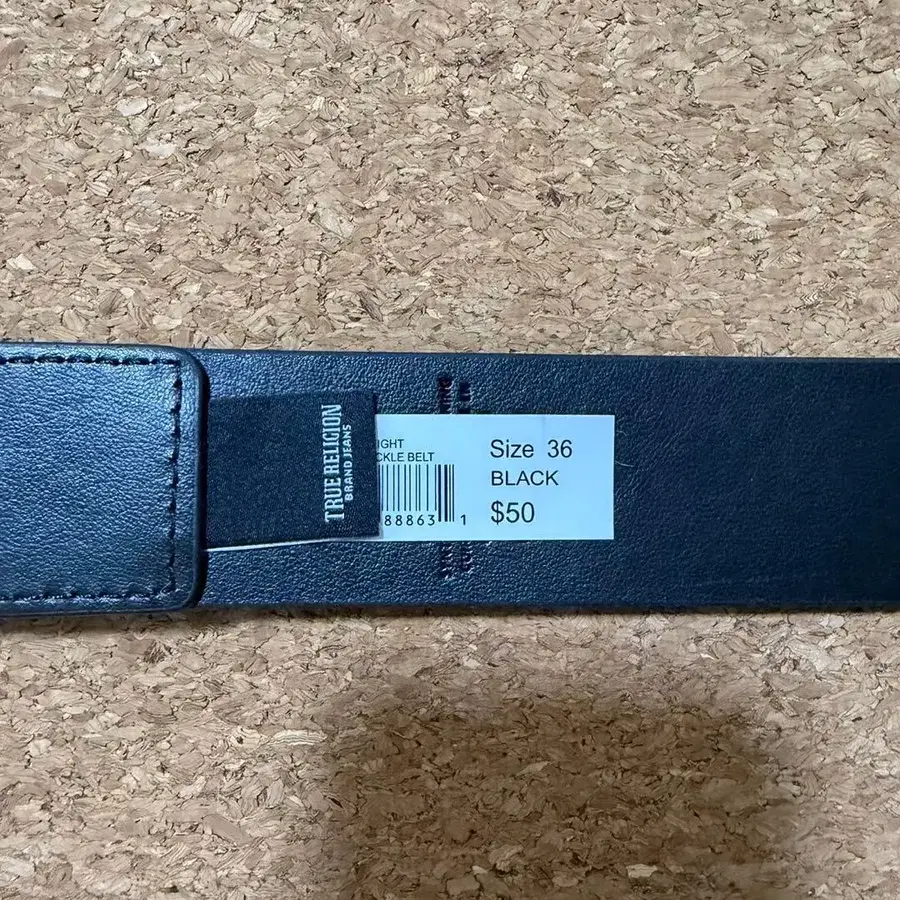 TRUE RELIGION
BRAND JEANS
IGHT
CKLE BELT
88863 1
Size 36
BLACK
$50